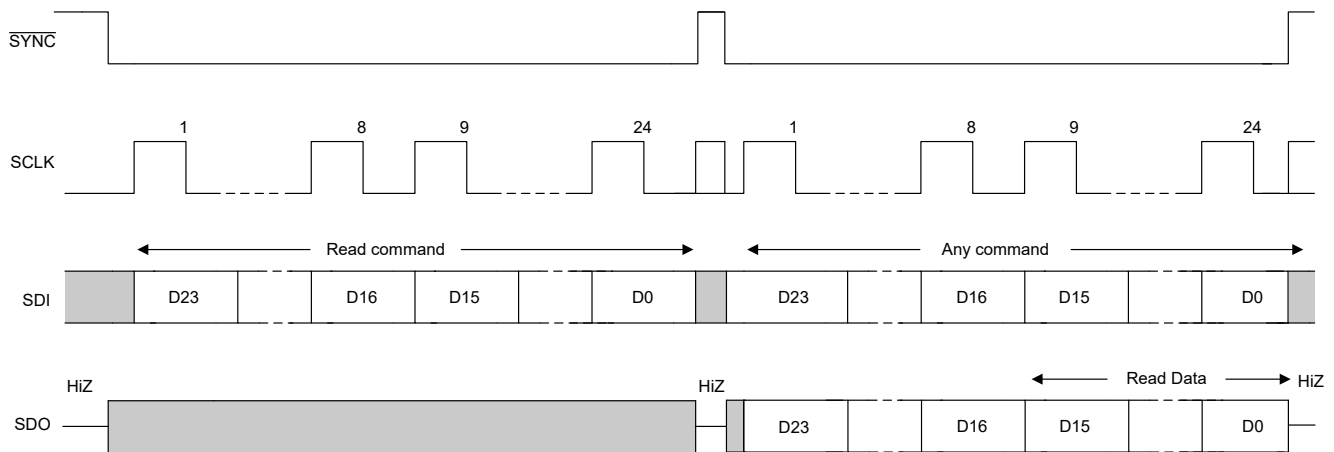 SYNC
1 8 9 24 1 8 9 24
SCLK
Read command Any command
SDI D23 D16 D15 D0 D23 D16 D15 D0
HiZ HiZ Read Data HiZ
SDO D23 D16 D15 D0